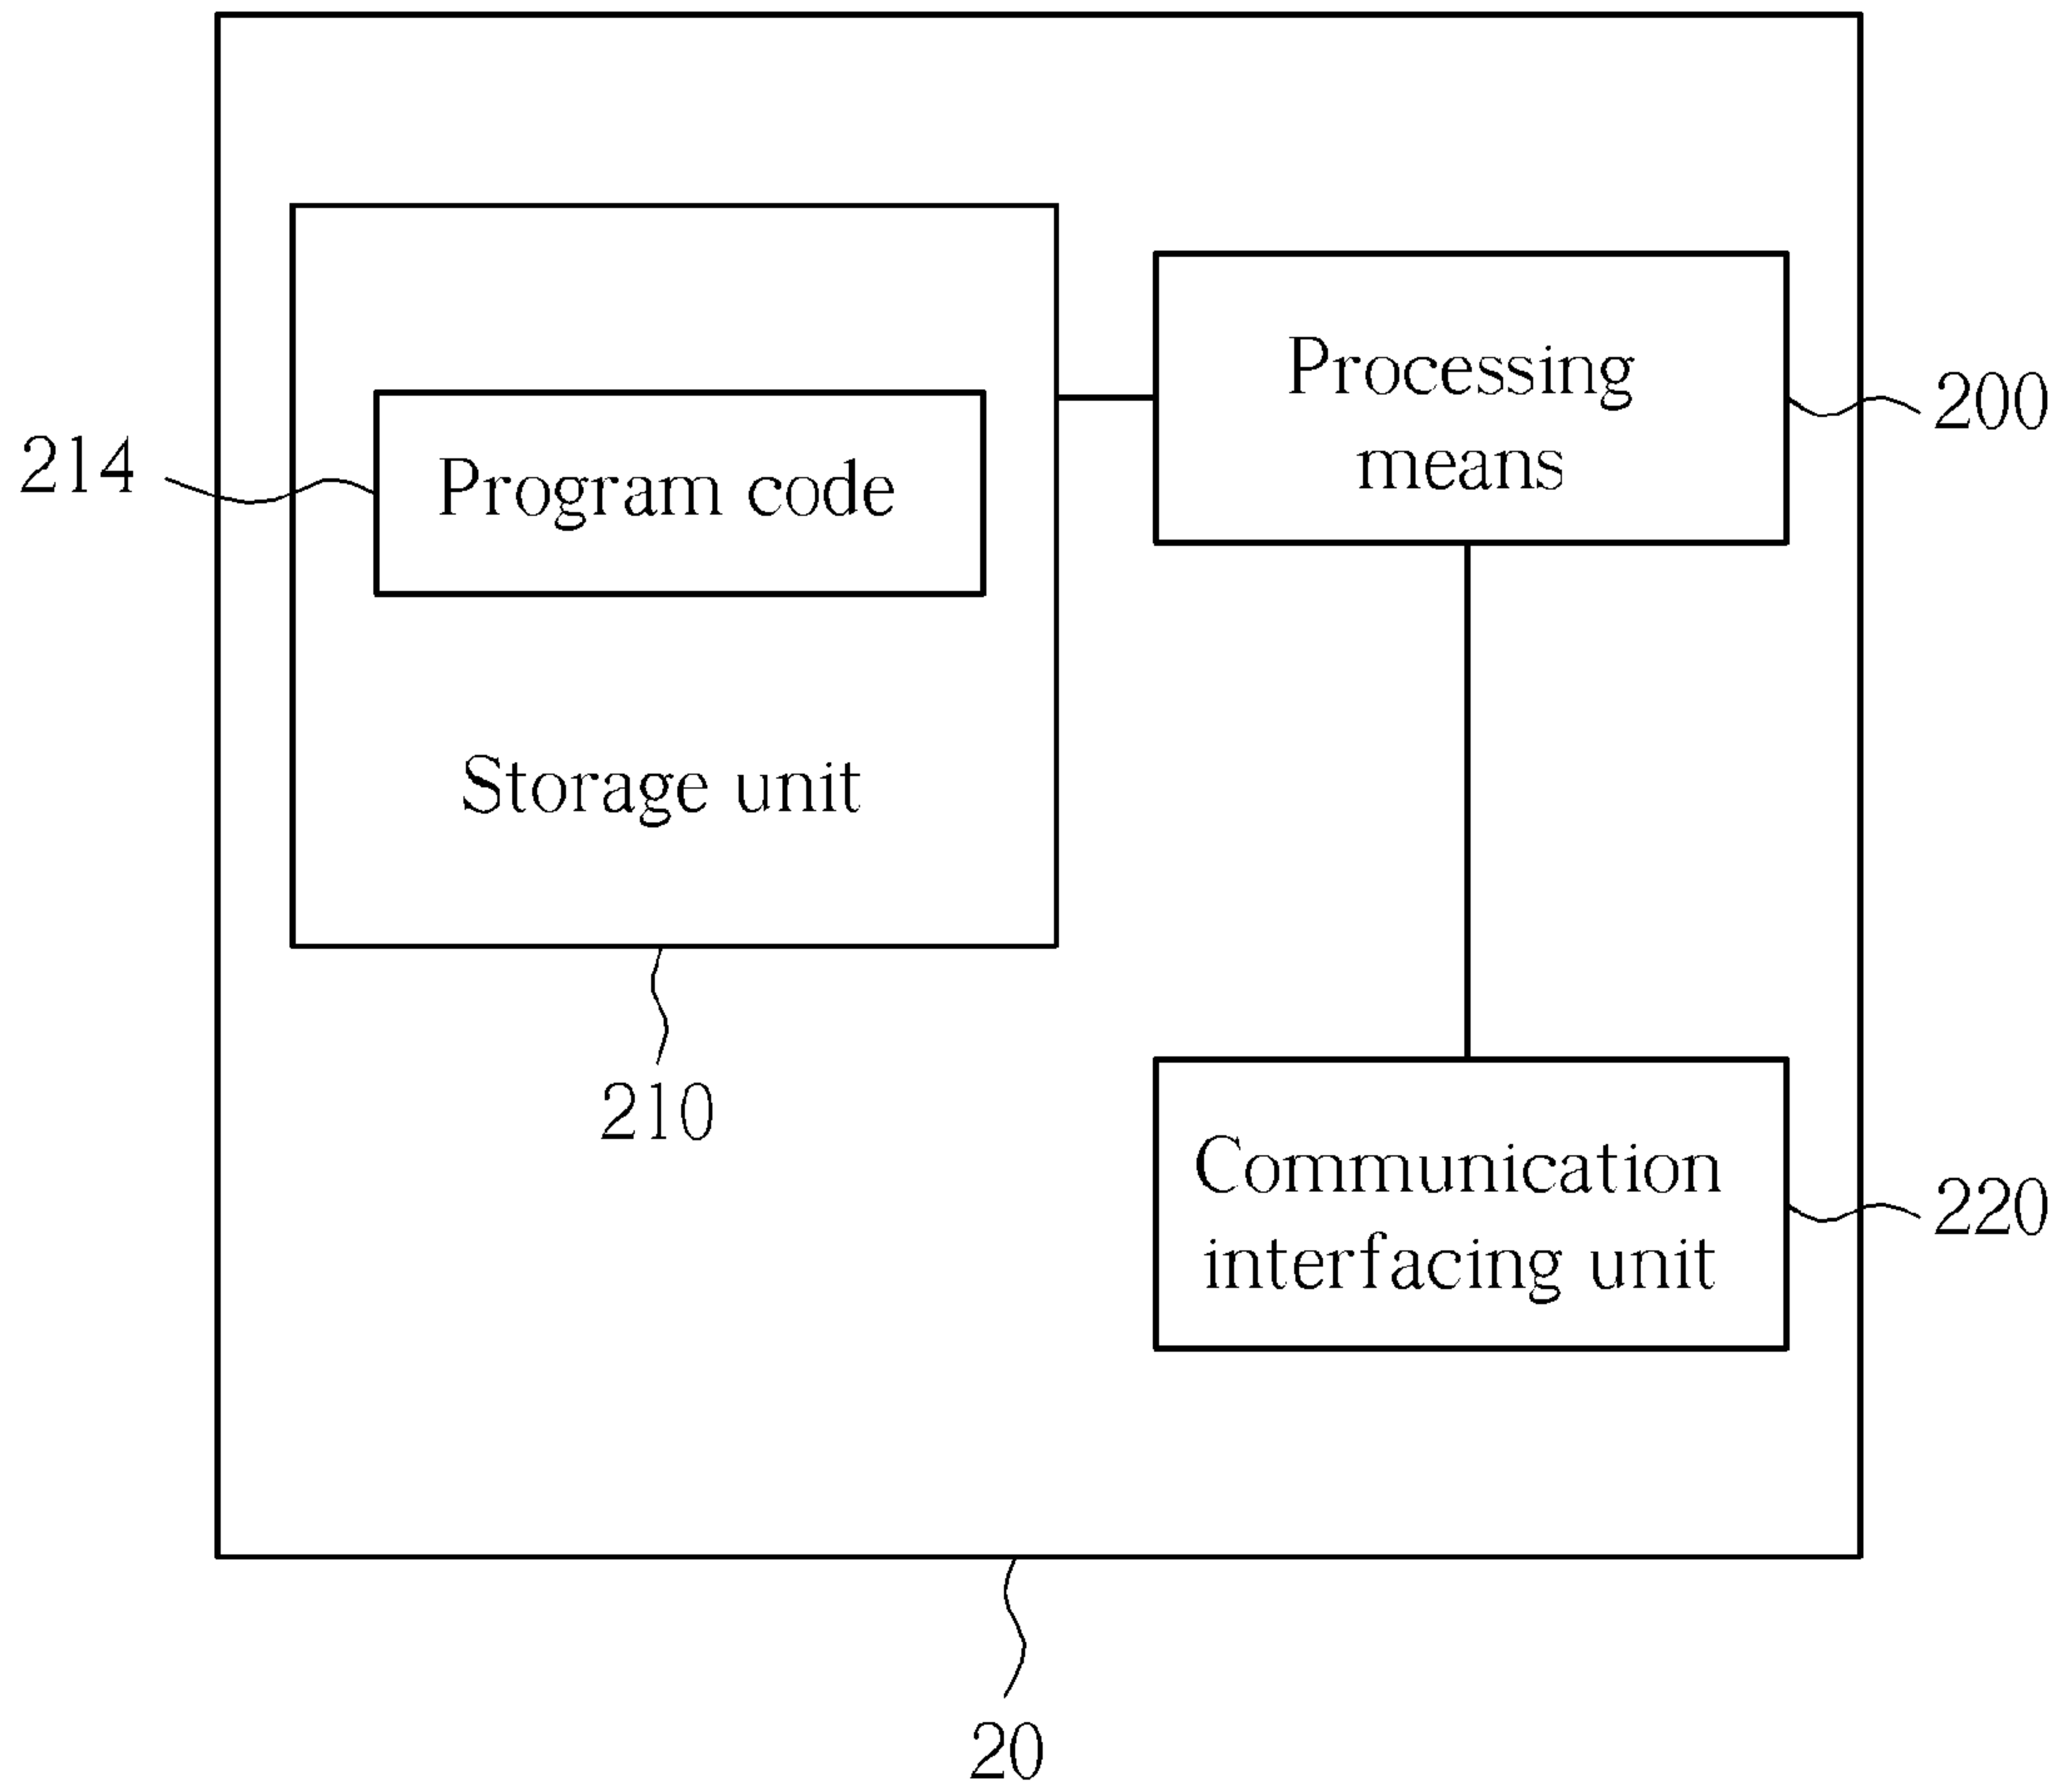 Processing
means
200
214
Program code
Storage unit
210
Communication
interfacing unit
220
20